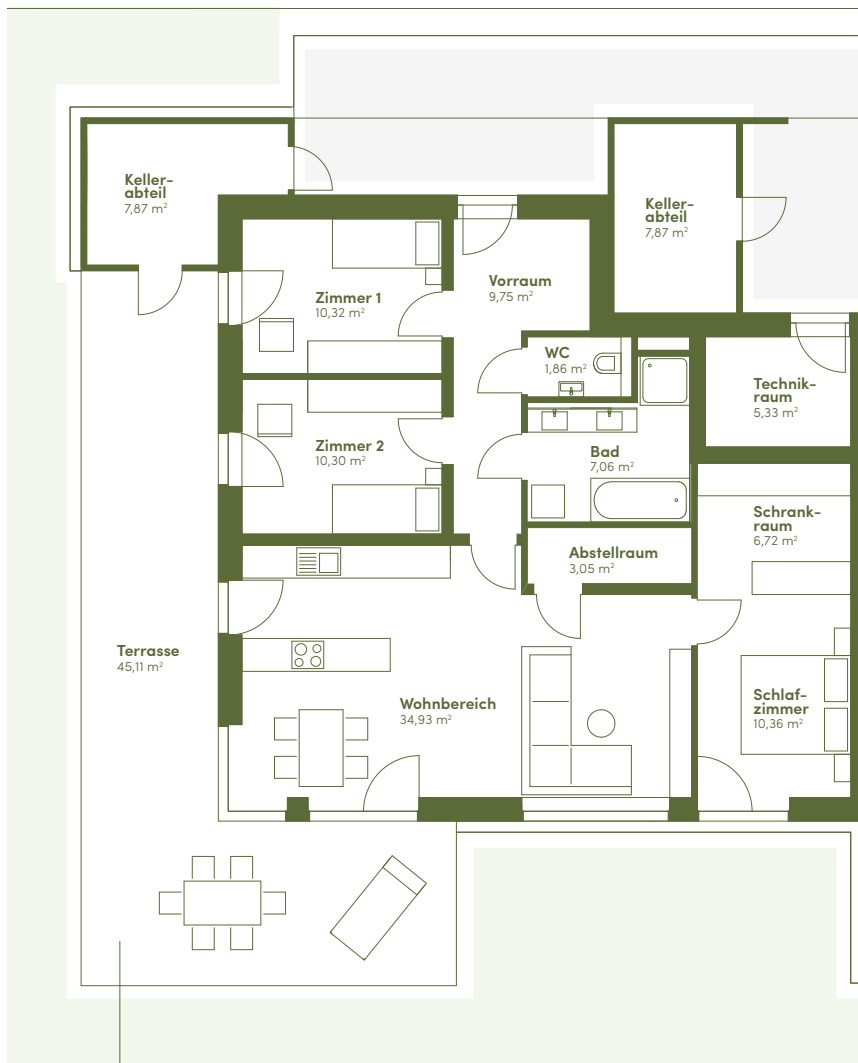 Keller-
abteil
7,87 m²
Keller-
abteil
7,87 m²
Zimmer 1
10,32 m²
Vorraum
9,75 m²
WC
1,86 m²
Technik-
raum
5,33 m²
Zimmer 2
10,30 m²
Bad
7,06 m²
Schrank-
raum
6,72 m²
Abstellraum
3,05 m²
Terrasse
45,11 m²
Wohnbereich
34,93 m²
Schlaf-
zimmer
10,36 m²